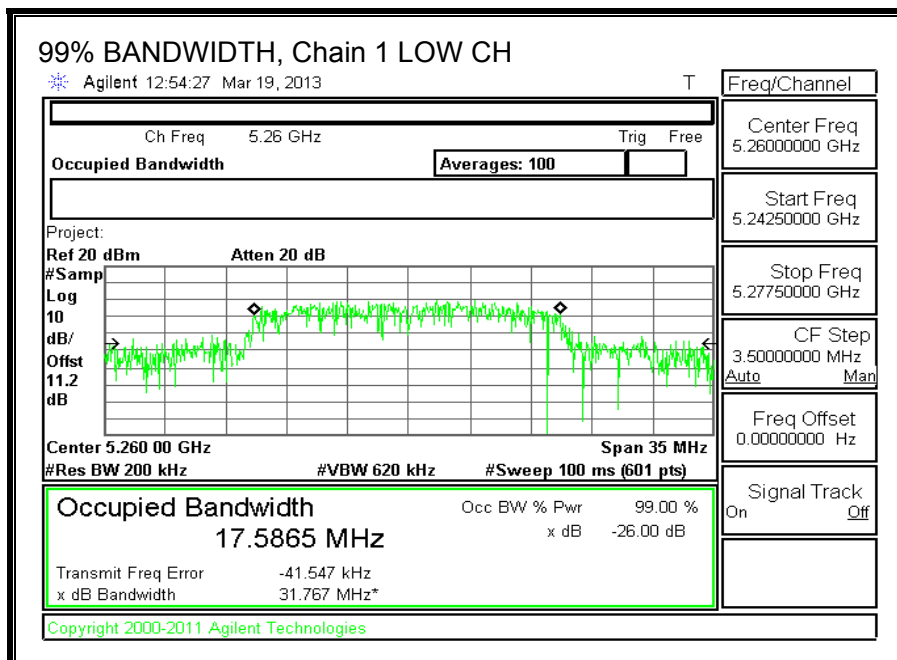 99% BANDWIDTH, Chain 1 LOW CH
Agilent 12:54:27 Mar 19, 2013 T
Freq/Channel
Ch Freq 5.26 GHz Trig Free
Occupied Bandwidth Averages: 100
Center Freq
5.26000000 GHz
Start Freq
5.24250000 GHz
Stop Freq
5.27750000 GHz
CF Step
3.50000000 MHz
Auto Man
Freq Offset
0.00000000 Hz
Signal Track
On Off
Project:
Ref 20 dBm Atten 20 dB
#Samp
Log
10
dB/
Offst
11.2
dB
Center 5.260 00 GHz Span 35 MHz
#Res BW 200 kHz #VBW 620 kHz #Sweep 100 ms (601 pts)
Occupied Bandwidth Occ BW % Pwr 99.00 %
17.5865 MHz x dB -26.00 dB
Transmit Freq Error -41.547 kHz
x dB Bandwidth 31.767 MHz*
Copyright 2000-2011 Agilent Technologies